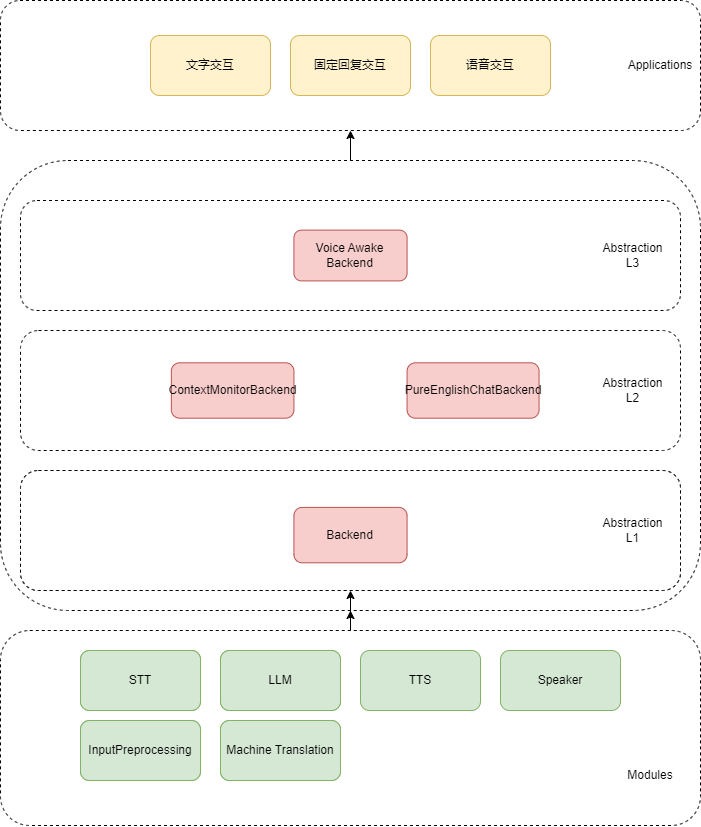 文字交互
固定回复交互
语音交互
Applications
Voice Awake
Backend
Abstraction
L3
ContextMonitorBackend
PureEnglishChatBackend
Abstraction
L2
Backend
Abstraction
L1
STT
LLM
TTS
Speaker
InputPreprocessing
Machine Translation
Modules